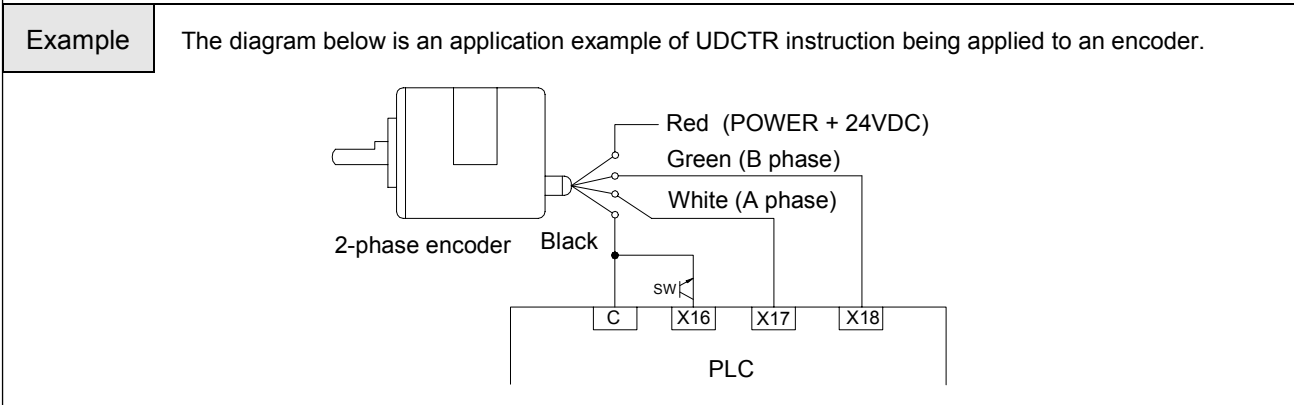 Example
The diagram below is an application example of UDCTR instruction being applied to an encoder.
Red (POWER + 24VDC)
Green (B phase)
White (A phase)
2-phase encoder
Black
SW
C
X16
X17
X18
PLC